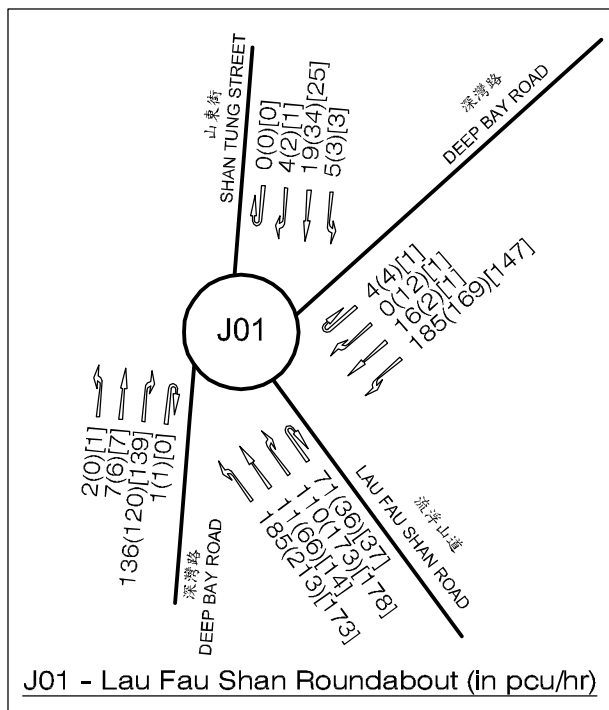 山東街
SHAN TUNG STREET
0(0)[0]
4(2)[1]
19(34)[25]
5(3)[3]
深灣路
DEEP BAY ROAD
4(4)[1]
0(12)[1]
16(2)[1]
185(169)[147]
J01
2(0)[1]
7(6)[7]
136(120)[139]
1(1)[0]
深灣路
DEEP BAY ROAD
71(36)[37]
110(173)[178]
11(66)[14]
185(213)[173]
流浮山道
LAU FAU SHAN ROAD
J01 - Lau Fau Shan Roundabout (in pcu/hr)